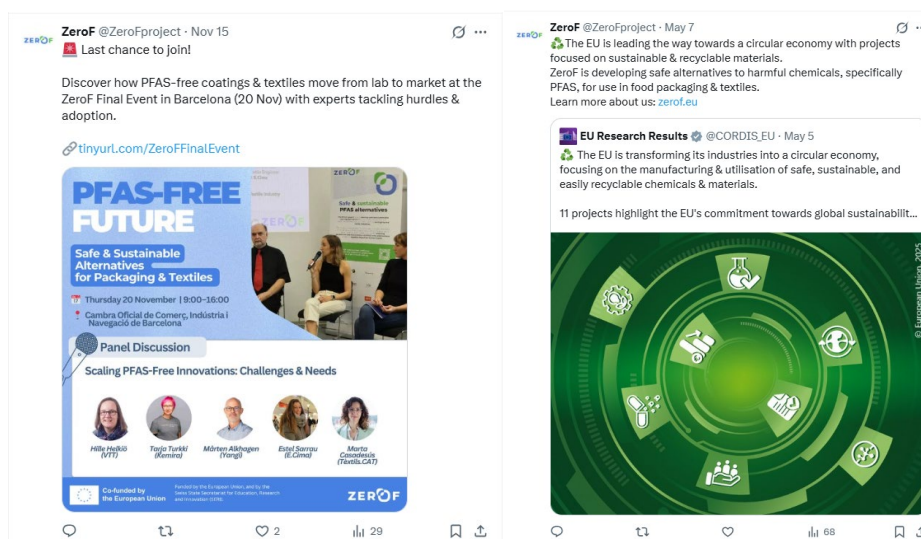 ZeroF @ZeroFproject · Nov 15
ZEROF
🚨 Last chance to join!
Discover how PFAS-free coatings & textiles move from lab to market at the
ZeroF Final Event in Barcelona (20 Nov) with experts tackling hurdles &
adoption.
🔗tinyurl.com/ZeroFFinalEvent
PFAS-FREE
FUTURE
Safe & Sustainable
Alternatives
for Packaging & Textiles
📅 Thursday 20 November | 9:00-16:00
📍 Cambra Oficial de Comerç, Indústria i
Navegació de Barcelona
ZEROF
ZEROF
Safe & sustainable
PFAS alternatives
Panel Discussion
Scaling PFAS-Free Innovations: Challenges & Needs
Hille Helkiö
(VTT)
Tarja Turkki
(Kemira)
Mårten Alkhagen
(Yangi)
Estel Sarrau
(E.Cima)
Marta
Casadesús
(Tèxtils.CAT)
Co-funded by
the European Union
Funded by the European Union, and by the
Swiss State Secretariat for Education, Research
and Innovation (SERI).
ZEROF
2
29
ZeroF @ZeroFproject · May 7
ZEROF
♻️The EU is leading the way towards a circular economy with projects
focused on sustainable & recyclable materials.
ZeroF is developing safe alternatives to harmful chemicals, specifically
PFAS, for use in food packaging & textiles.
Learn more about us: zerof.eu
EU Research Results @CORDIS_EU · May 5
♻️ The EU is transforming its industries into a circular economy,
focusing on the manufacturing & utilisation of safe, sustainable, and
easily recyclable chemicals & materials.
11 projects highlight the EU's commitment towards global sustainabilit...
© European Union, 2025
68